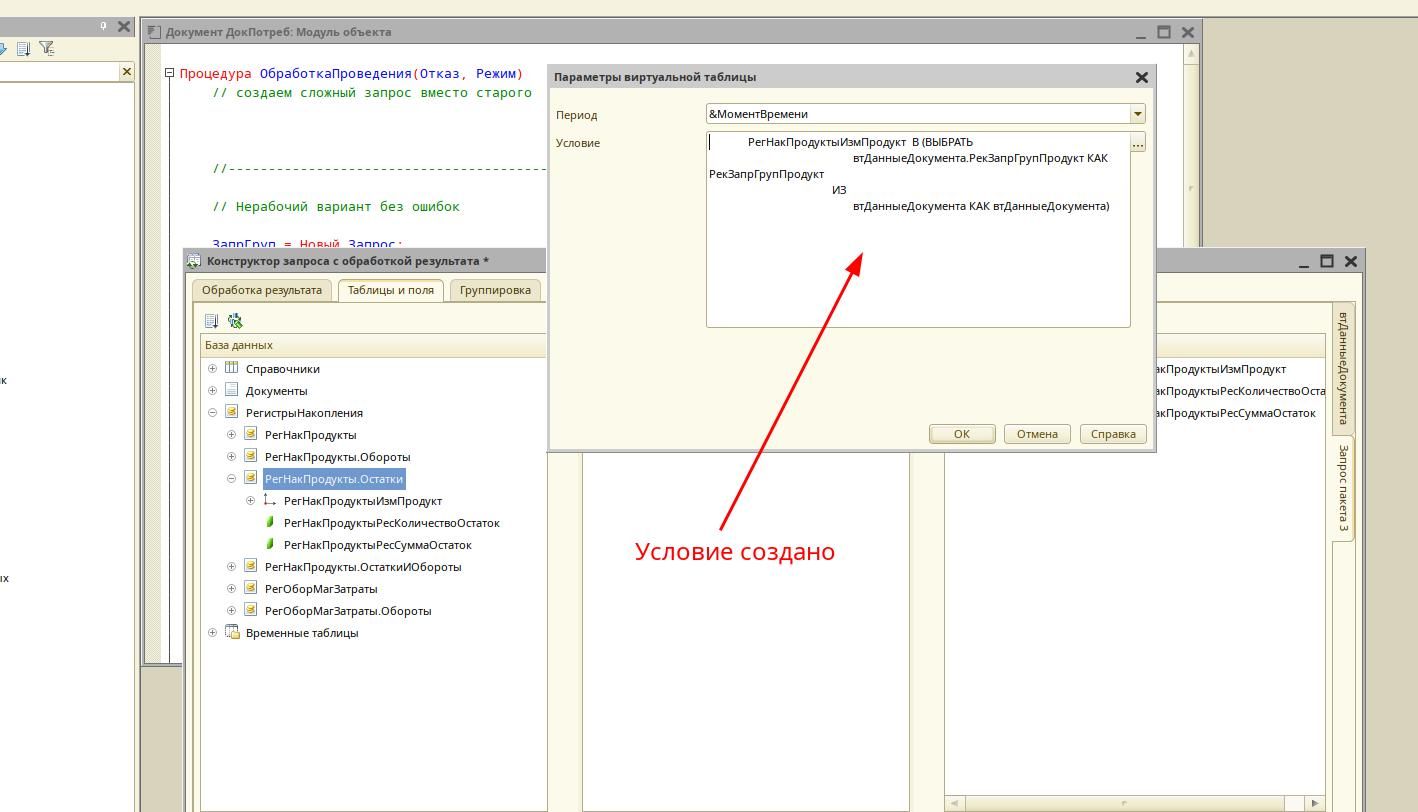 Документ ДокПотреб: Модуль объекта
Процедура ОбработкаПроведения(Отказ, Режим)
// создаем сложный запрос вместо старого
//----------------------------------------
// Нерабочий вариант без ошибок
ЗапрГруп = Новый Запрос;
Параметры виртуальной таблицы
Период
&МоментВремени
Условие
РегНакПродуктыИзмПродукт В (ВЫБРАТЬ
втДанныеДокумента.РекЗапрГрупПродукт КАК
РекЗапрГрупПродукт
ИЗ
втДанныеДокумента КАК втДанныеДокумента)
...
OK
Отмена
Справка
Конструктор запроса с обработкой результата *
Обработка результата
Таблицы и поля
Группировка
База данных
Справочники
Документы
РегистрыНакопления
РегНакПродукты
РегНакПродукты.Обороты
РегНакПродукты.Остатки
РегНакПродуктыИзмПродукт
РегНакПродуктыРесКоличествоОстаток
РегНакПродуктыРесСуммаОстаток
РегНакПродукты.ОстаткиИОбороты
РегОборМагЗатраты
РегОборМагЗатраты.Обороты
Временные таблицы
Условие создано
акПродуктыИзмПродукт
акПродуктыРесКоличествоОста
акПродуктыРесСуммаОстаток
втДанныеДокумента
Запрос пакета 3
к
ых